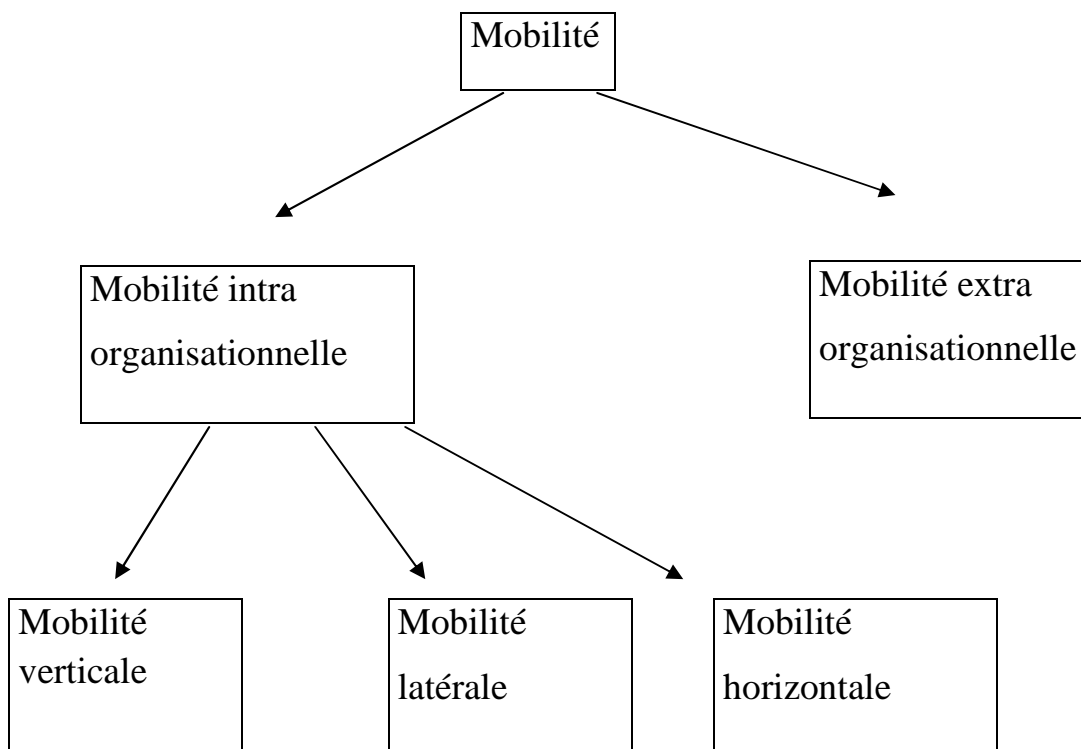 Mobilité
Mobilité intra
organisationnelle
Mobilité extra
organisationnelle
Mobilité
verticale
Mobilité
latérale
Mobilité
horizontale